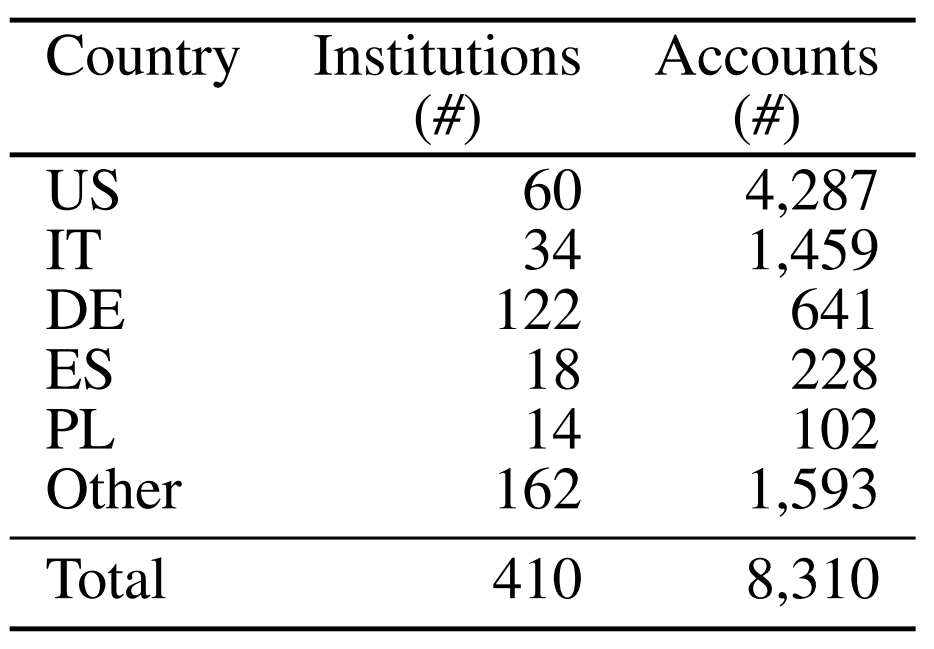 Country Institutions Accounts
(#) (#)
US 60 4,287
IT 34 1,459
DE 122 641
ES 18 228
PL 14 102
Other 162 1,593
Total 410 8,310